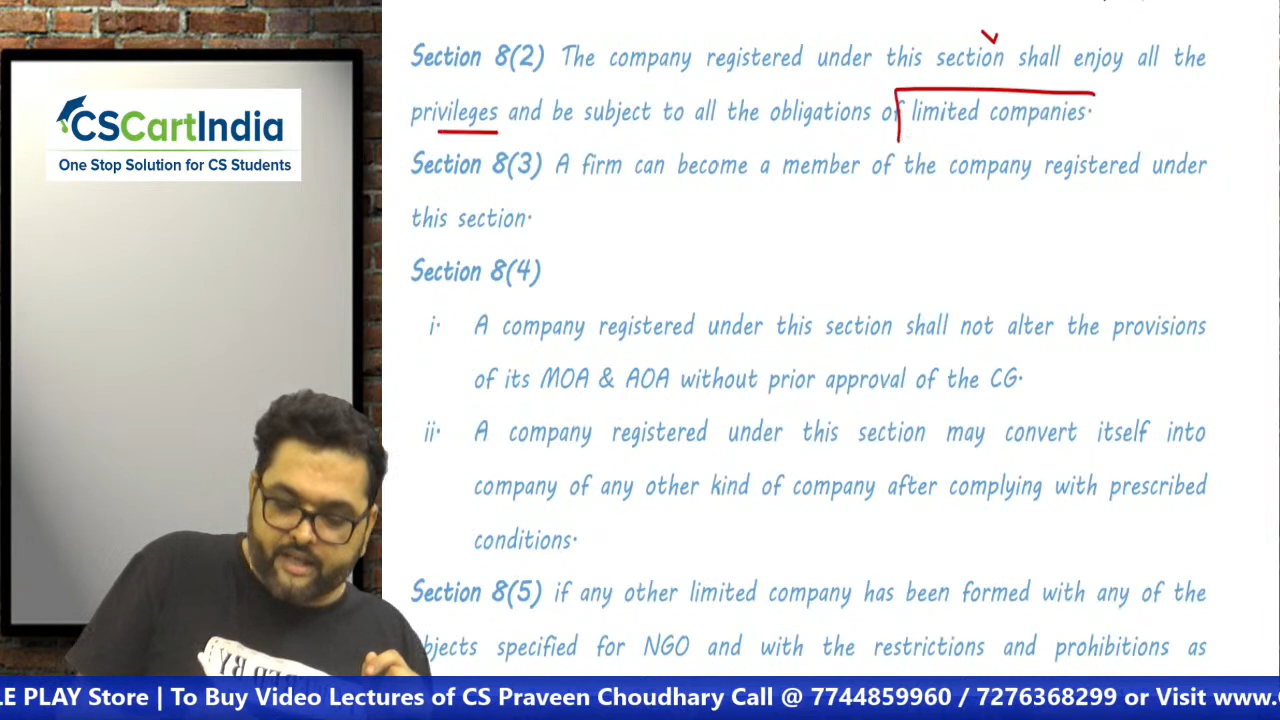 Section 8(2) The company registered under this section shall enjoy all the
privileges and be subject to all the obligations of limited companies.
Section 8(3) A firm can become a member of the company registered under
this section.
Section 8(4)
i. A company registered under this section shall not alter the provisions
of its MOA & AOA without prior approval of the CG.
ii. A company registered under this section may convert itself into
company of any other kind of company after complying with prescribed
conditions.
Section 8(5) if any other limited company has been formed with any of the
bjects specified for NGO and with the restrictions and prohibitions as
CSCartIndia
One Stop Solution for CS Students
LE PLAY Store | To Buy Video Lectures of CS Praveen Choudhary Call @ 7744859960 / 7276368299 or Visit www.